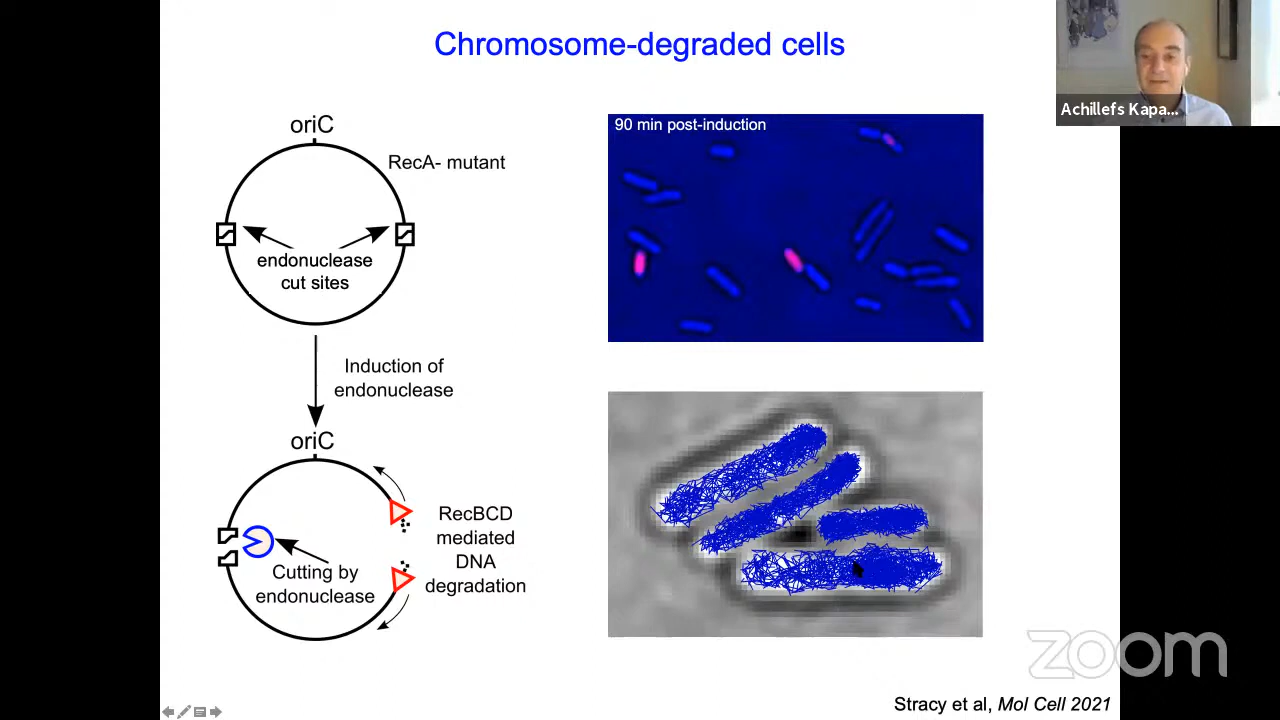 Chromosome-degraded cells
Achillefs Kapa...
oriC
RecA- mutant
endonuclease
cut sites
Induction of
endonuclease
oriC
RecBCD
mediated
DNA
degradation
Cutting by
endonuclease
90 min post-induction
zoom
Stracy et al, Mol Cell 2021